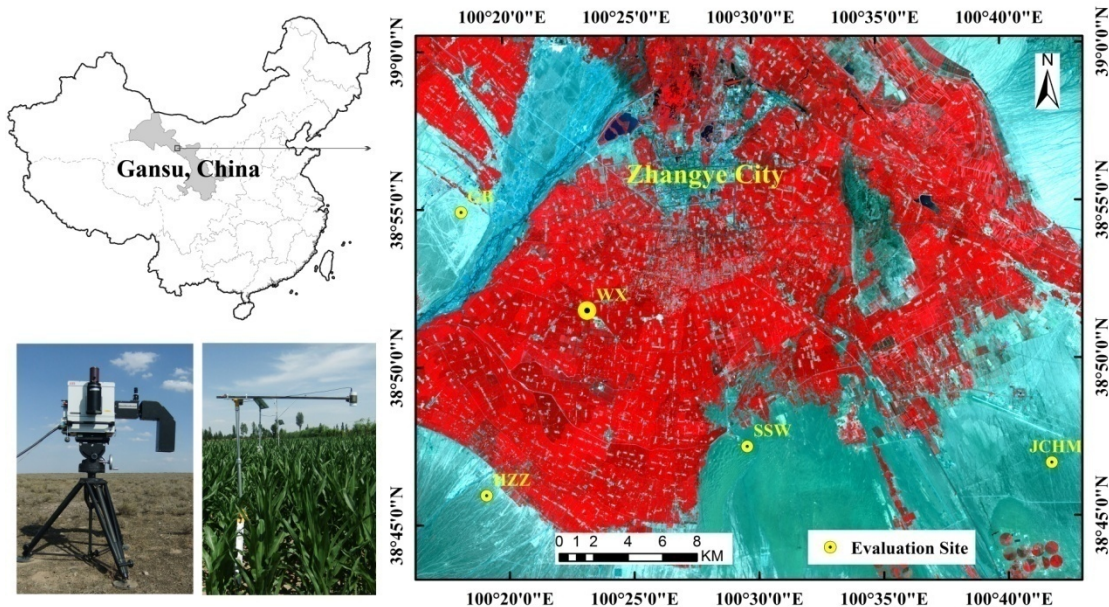 Gansu, China
100°20'0"E
100°25'0"E
100°30'0"E
100°35'0"E
100°40'0"E
39°0'0"N
38°55'0"N
38°50'0"N
38°45'0"N
N
Zhangye City
WX
SSW
JCHM
HZZ
0 1 2 4 6 8
KM
Evaluation Site
39°0'0"N
38°55'0"N
38°50'0"N
38°45'0"N
100°20'0"E
100°25'0"E
100°30'0"E
100°35'0"E
100°40'0"E